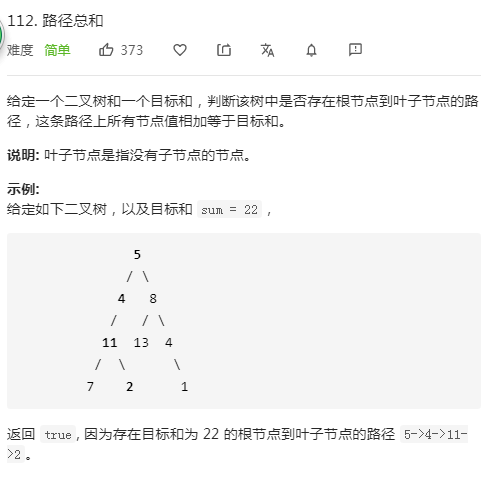 112. 路径总和
难度 简单 373
给定一个二叉树和一个目标和，判断该树中是否存在根节点到叶子节点的路
径，这条路径上所有节点值相加等于目标和。
说明: 叶子节点是指没有子节点的节点。
示例:
给定如下二叉树，以及目标和 sum = 22 ，
5
/ \
4 8
/ / \
11 13 4
/ \ \
7 2 1
返回 true , 因为存在目标和为 22 的根节点到叶子节点的路径 5->4->11-
>2 。